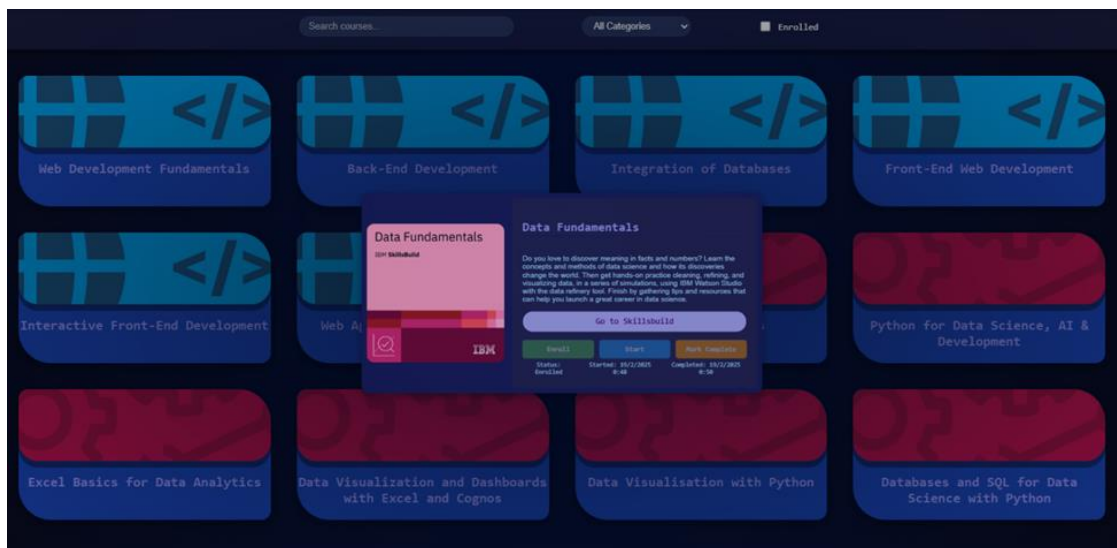 Search courses...
All Categories
Enrolled
</>
</>
</>
</>
Web Development Fundamentals
Back-End Development
Integration of Databases
Front-End Web Development
</>
Interactive Front-End Development
Web
Python for Data Science, AI &
Development
Data Fundamentals
IBM SkillsBuild
IBM
Data Fundamentals
Do you love to discover meaning in facts and numbers? Learn the
concepts and methods of data science and how its discoveries
change the world. Then get hands-on practice cleaning, refining, and
visualizing data, in a series of simulations, using IBM Watson Studio
with the data refinery tool. Finish by gathering tips and resources that
can help you launch a great career in data science.
Go to Skillsbuild
Enroll
Start
Mark Complete
Status:
Enrolled
Started: 19/2/2025
0:48
Completed: 19/2/2025
0:50
Excel Basics for Data Analytics
Data Visualization and Dashboards
with Excel and Cognos
Data Visualisation with Python
Databases and SQL for Data
Science with Python